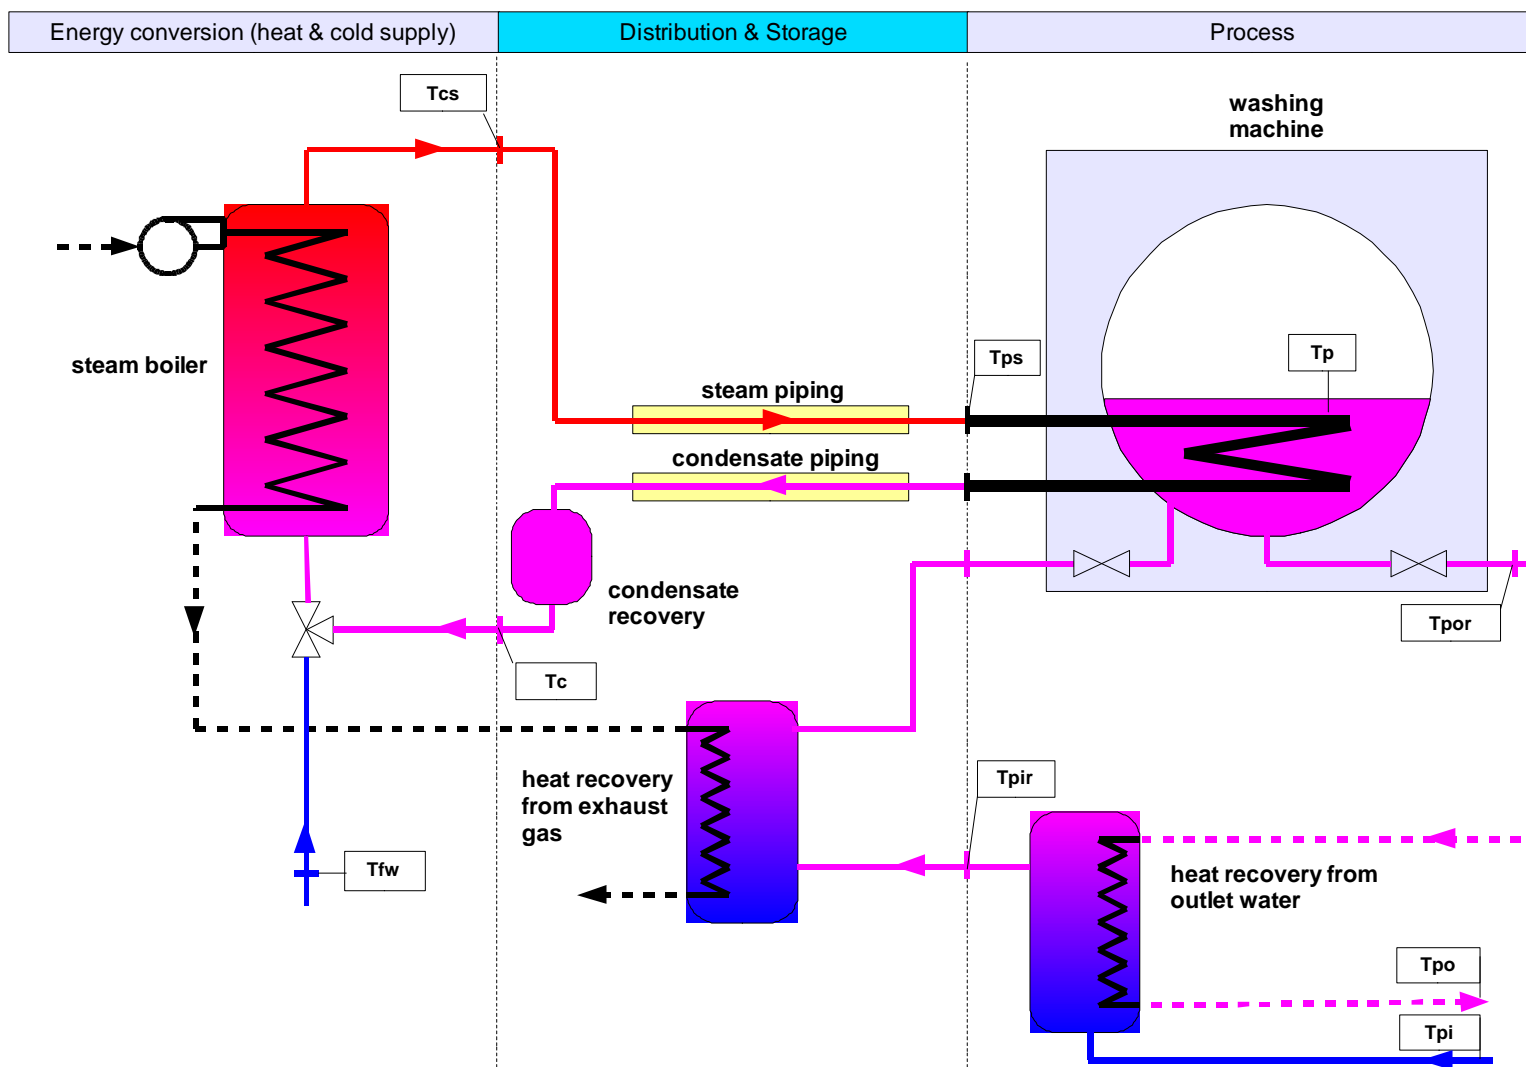 Energy conversion (heat & cold supply)
Distribution & Storage
Process
Tcs
washing
machine
steam boiler
steam piping
Tps
Tp
condensate piping
condensate
recovery
Tpor
Tc
heat recovery
from exhaust
gas
Tpir
Tfw
heat recovery from
outlet water
Tpo
Tpi